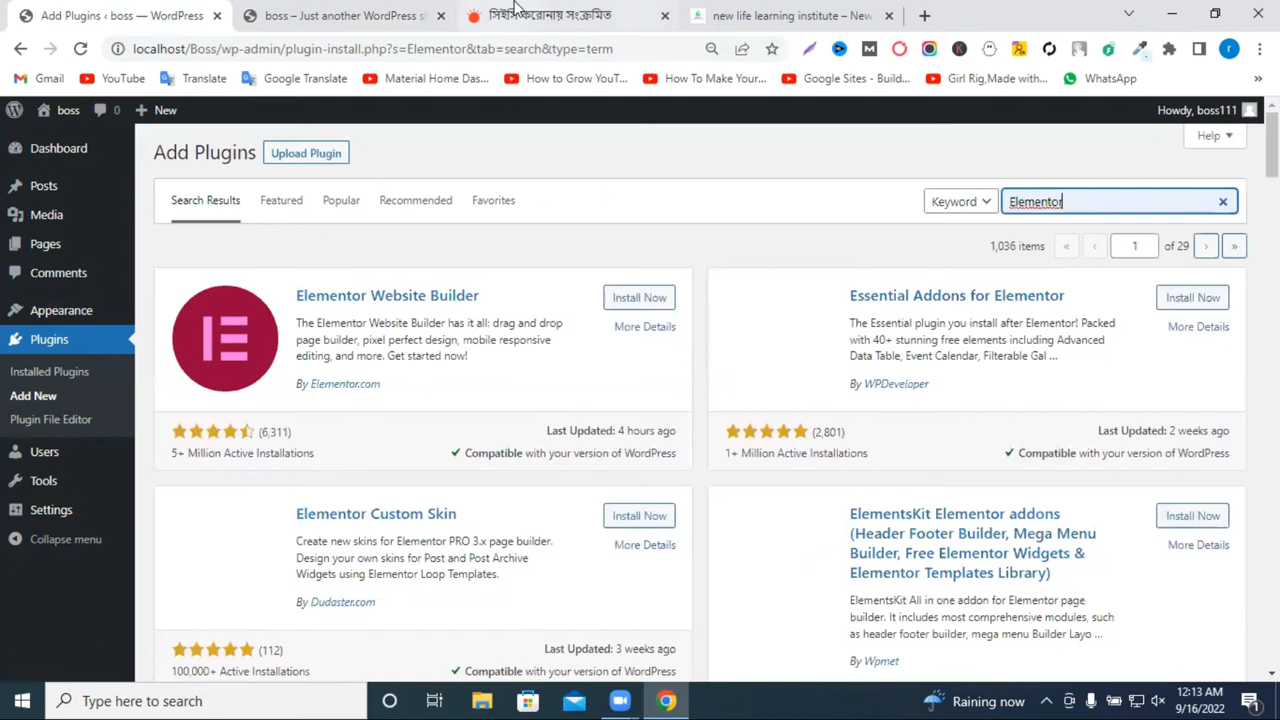 Add Plugins ‹ boss — WordPress
boss – Just another WordPress si
সিইসি করোনায় সংক্রমিত
new life learning institute – New
localhost/Boss/wp-admin/plugin-install.php?s=Elementor&tab=search&type=term
Gmail
YouTube
Translate
Google Translate
Material Home Das...
How to Grow YouT...
How To Make Your...
Google Sites - Build...
Girl Rig,Made with...
WhatsApp
boss
0
New
Howdy, boss111
Dashboard
Posts
Media
Pages
Comments
Appearance
Plugins
Installed Plugins
Add New
Plugin File Editor
Users
Tools
Settings
Collapse menu
Add Plugins
Upload Plugin
Help
Search Results
Featured
Popular
Recommended
Favorites
Keyword
Elementor
1,036 items
«
‹
1
of 29
›
»
Elementor Website Builder
Install Now
More Details
The Elementor Website Builder has it all: drag and drop
page builder, pixel perfect design, mobile responsive
editing, and more. Get started now!
By Elementor.com
(6,311)
5+ Million Active Installations
Last Updated: 4 hours ago
Compatible with your version of WordPress
Essential Addons for Elementor
Install Now
More Details
The Essential plugin you install after Elementor! Packed
with 40+ stunning free elements including Advanced
Data Table, Event Calendar, Filterable Gal ...
By WPDeveloper
(2,801)
1+ Million Active Installations
Last Updated: 2 weeks ago
Compatible with your version of WordPress
Elementor Custom Skin
Install Now
More Details
Create new skins for Elementor PRO 3.x page builder.
Design your own skins for Post and Post Archive
Widgets using Elementor Loop Templates.
By Dudaster.com
(112)
100,000+ Active Installations
Last Updated: 3 weeks ago
Compatible with your version of WordPress
ElementsKit Elementor addons
(Header Footer Builder, Mega Menu
Builder, Free Elementor Widgets &
Elementor Templates Library)
Install Now
More Details
ElementsKit All in one addon for Elementor page
builder. It includes most comprehensive modules, such
as header footer builder, mega menu Builder Layo ...
By Wpmet
Type here to search
Raining now
12:13 AM
9/16/2022
1